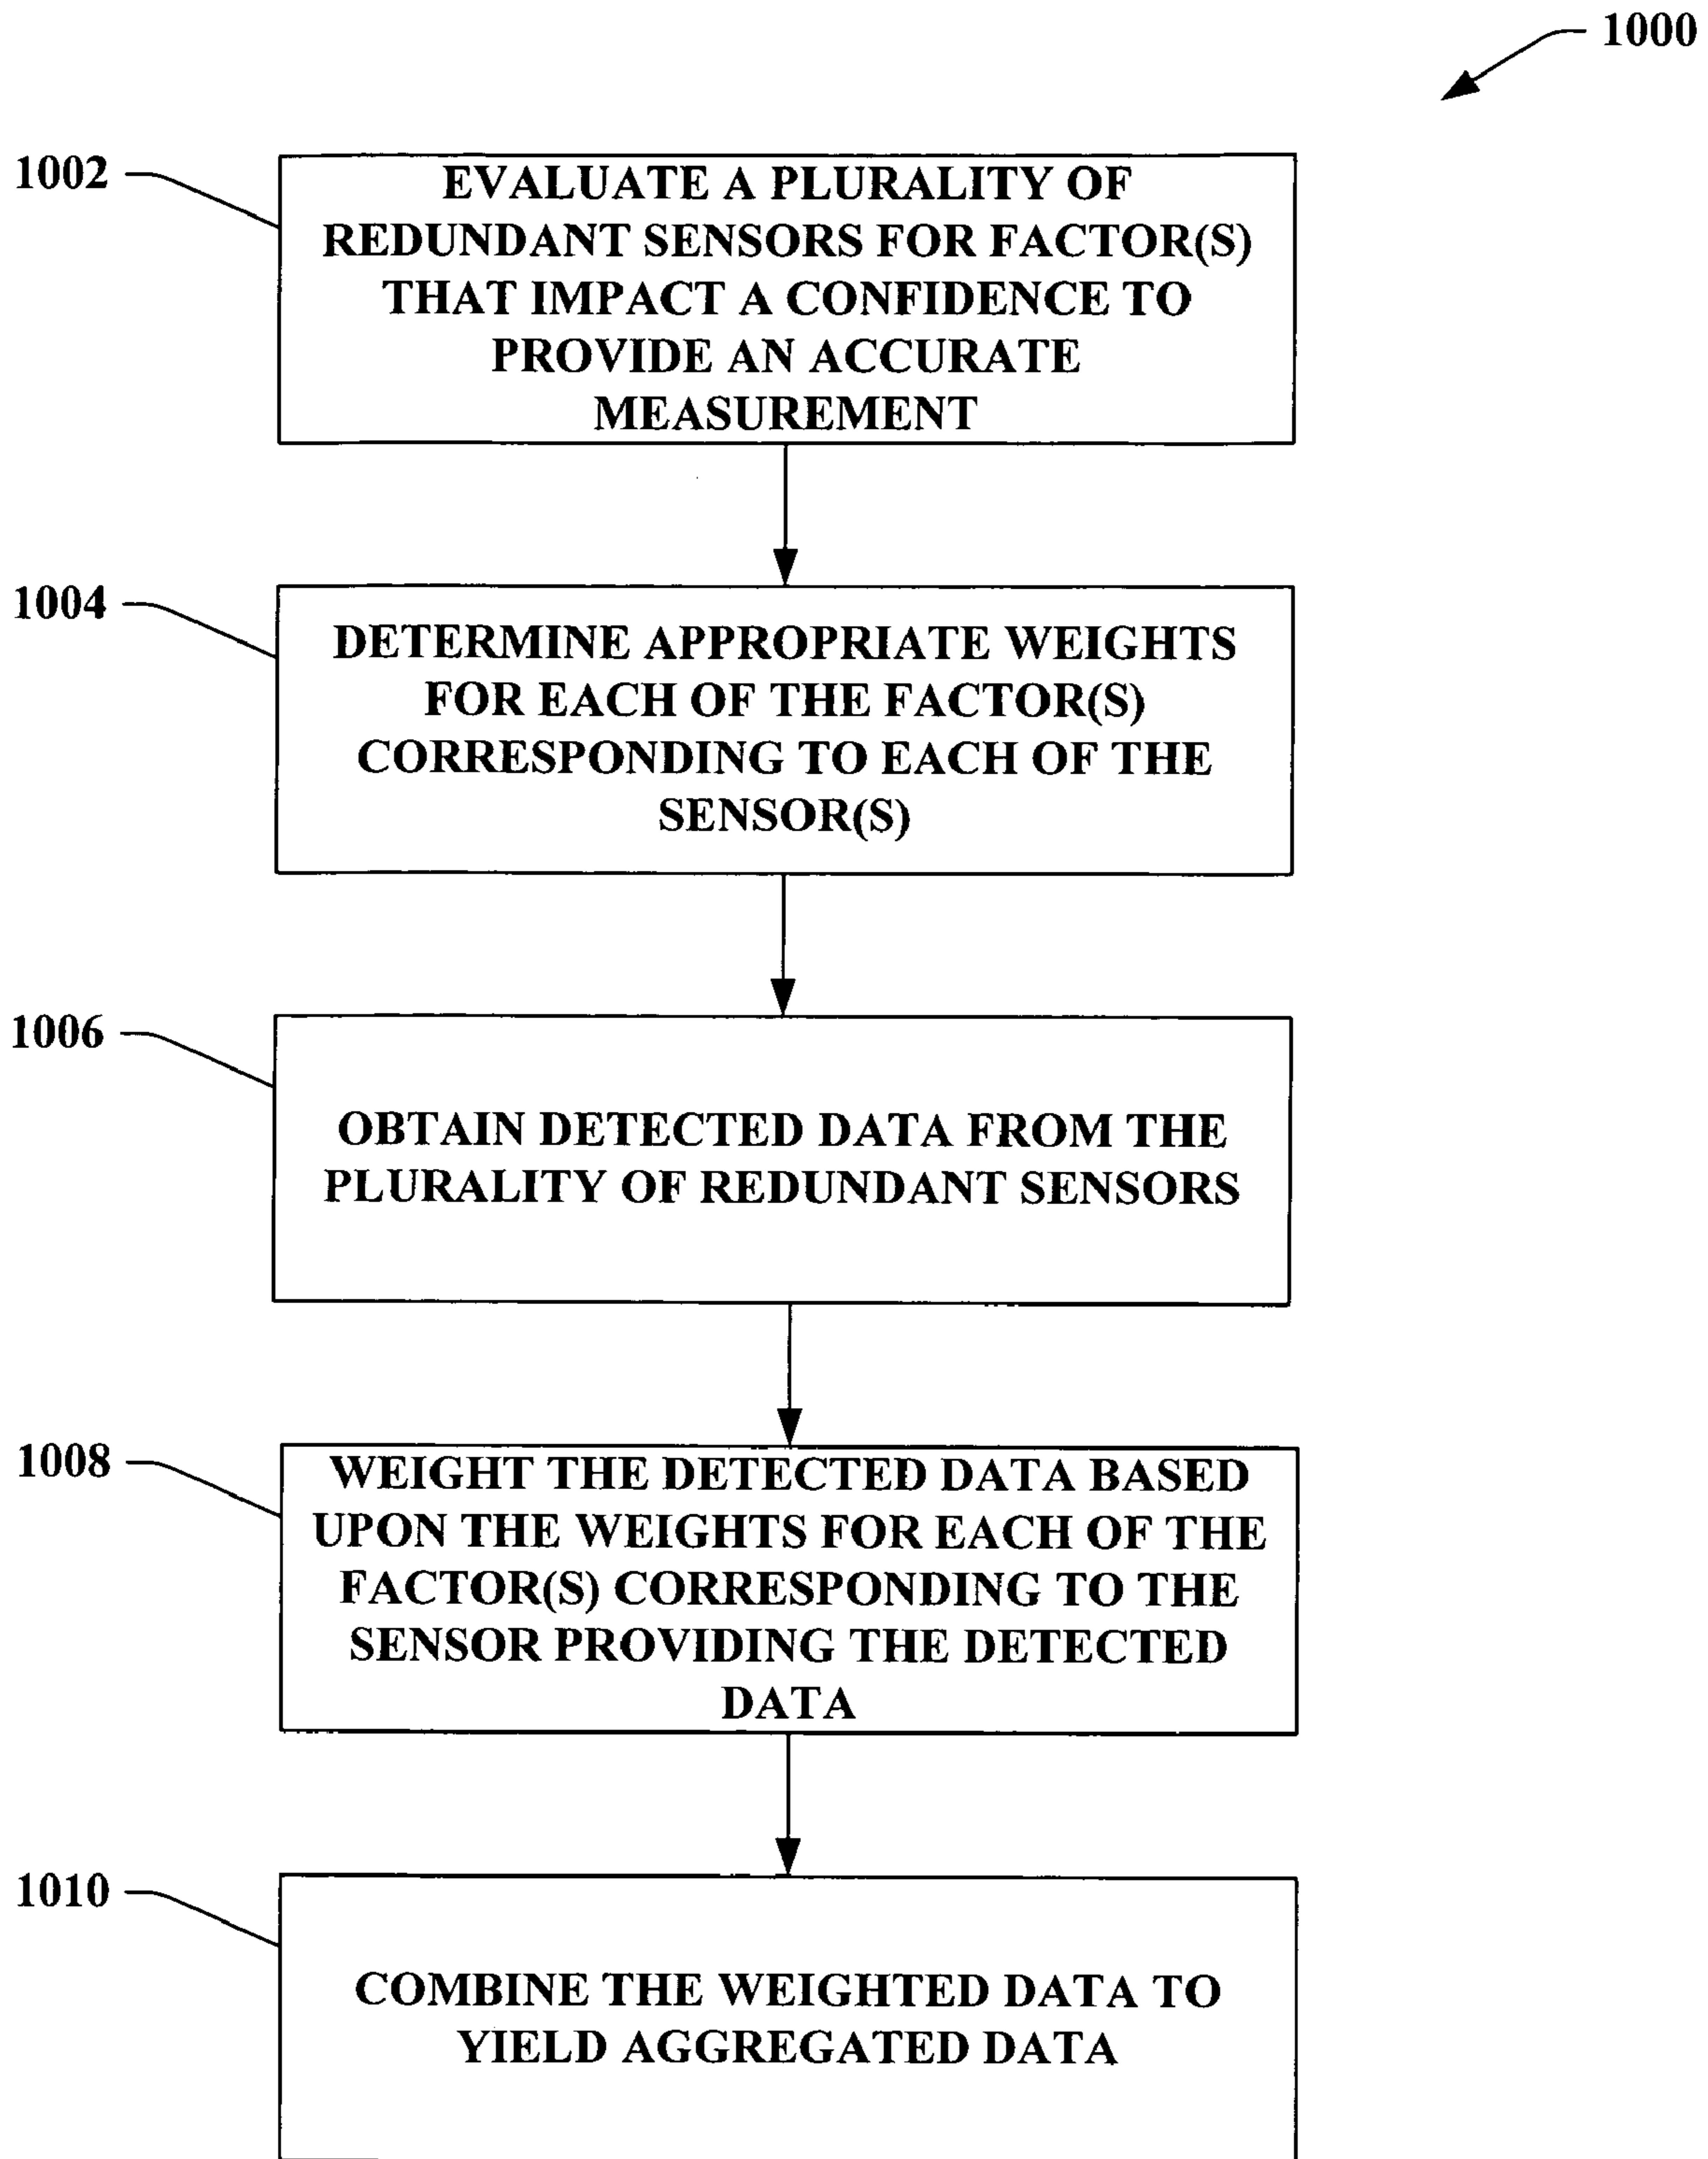 1000
1002
EVALUATE A PLURALITY OF
REDUNDANT SENSORS FOR FACTOR(S)
THAT IMPACT A CONFIDENCE TO
PROVIDE AN ACCURATE
MEASUREMENT
1004
DETERMINE APPROPRIATE WEIGHTS
FOR EACH OF THE FACTOR(S)
CORRESPONDING TO EACH OF THE
SENSOR(S)
1006
OBTAIN DETECTED DATA FROM THE
PLURALITY OF REDUNDANT SENSORS
1008
WEIGHT THE DETECTED DATA BASED
UPON THE WEIGHTS FOR EACH OF THE
FACTOR(S) CORRESPONDING TO THE
SENSOR PROVIDING THE DETECTED
DATA
1010
COMBINE THE WEIGHTED DATA TO
YIELD AGGREGATED DATA